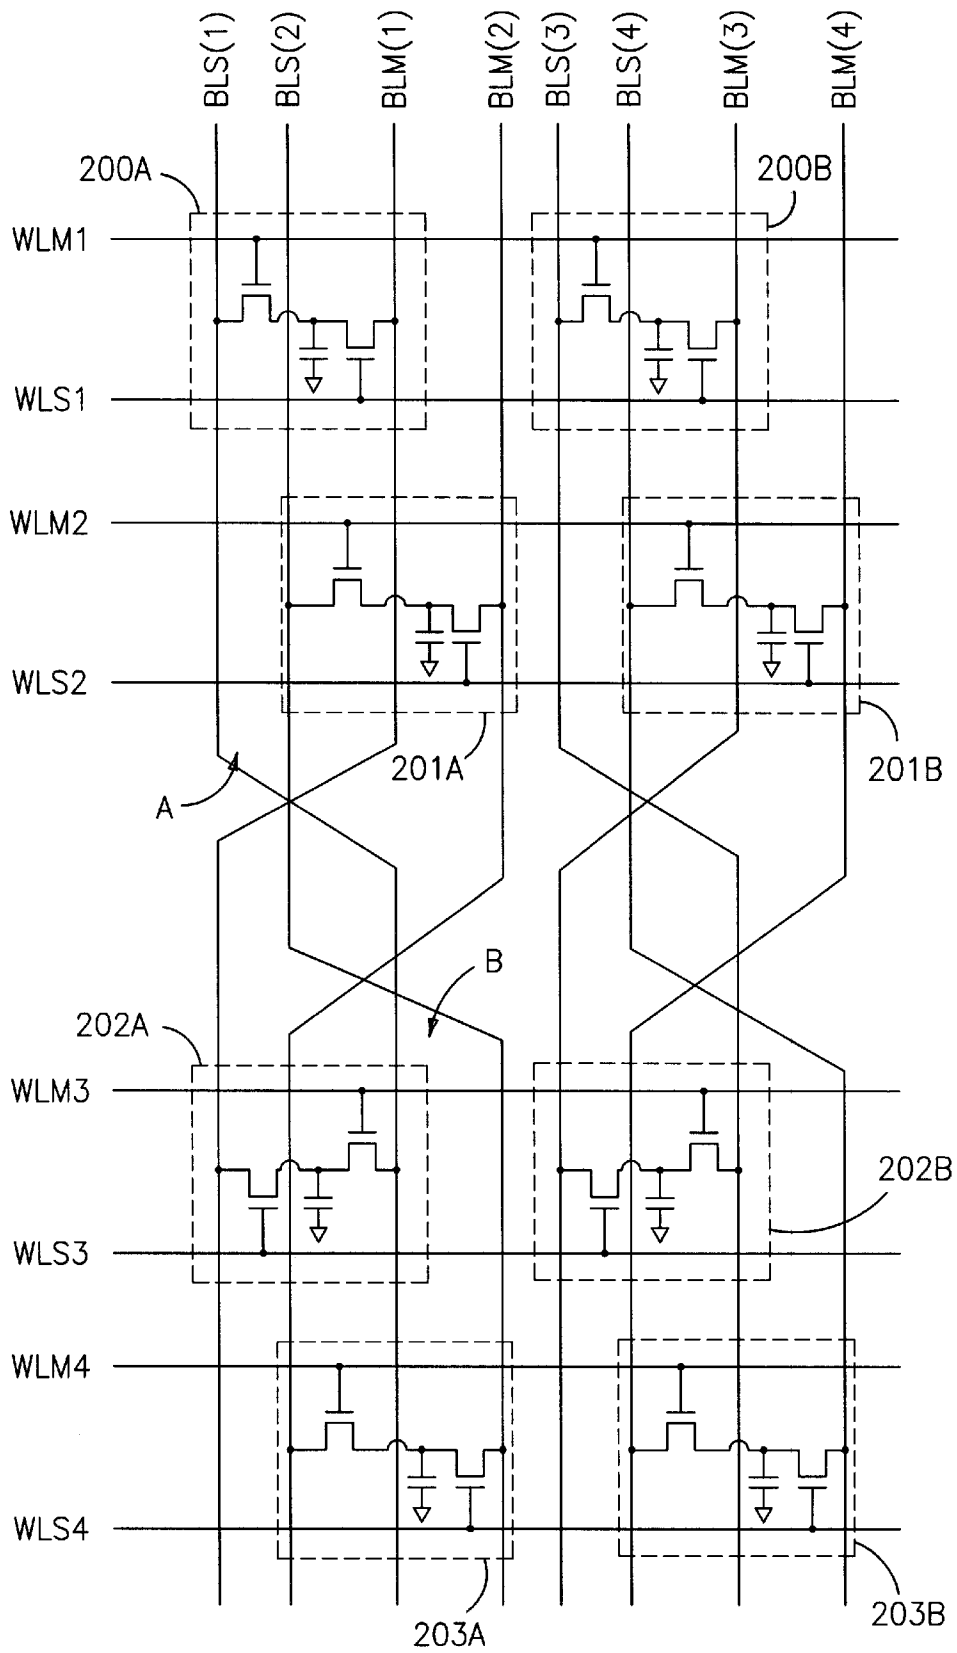 BLS(1)
BLS(2)
BLM(1)
BLM(2)
BLS(3)
BLS(4)
BLM(3)
BLM(4)
200A
200B
WLM1
WLS1
WLM2
WLS2
201A
201B
A
B
202A
WLM3
202B
WLS3
WLM4
WLS4
203A
203B